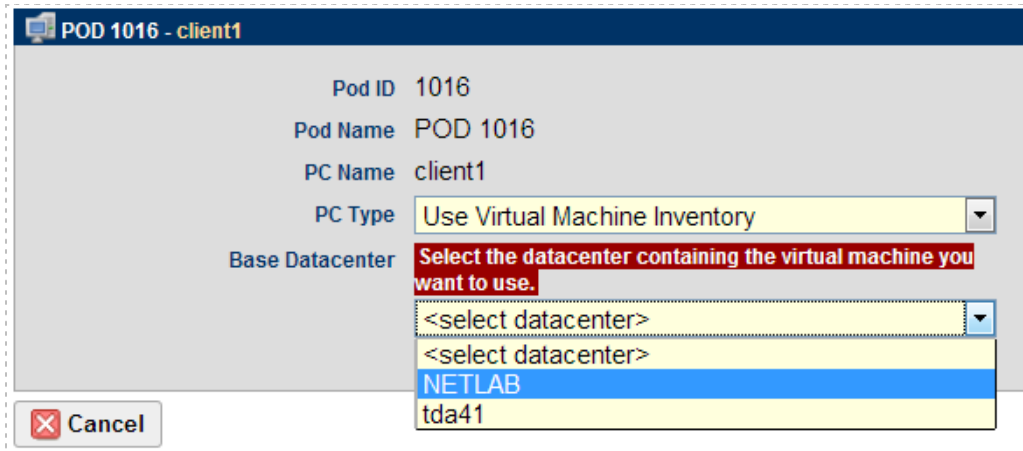 POD 1016 - client1
Pod ID 1016
Pod Name POD 1016
PC Name client1
PC Type Use Virtual Machine Inventory
Base Datacenter Select the datacenter containing the virtual machine you
want to use.
<select datacenter>
<select datacenter>
NETLAB
tda41
Cancel